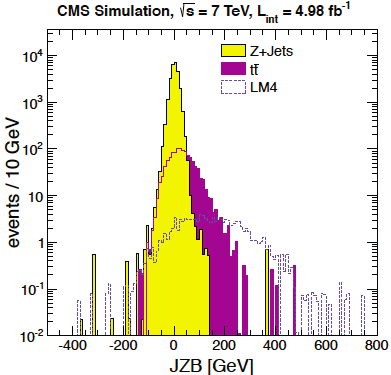 CMS Simulation, √s = 7 TeV, L_int = 4.98 fb⁻¹
Z+Jets
tt̄
LM4
events / 10 GeV
10⁴
10³
10²
10
1
10⁻¹
10⁻²
-400 -200 0 200 400 600 800
JZB [GeV]